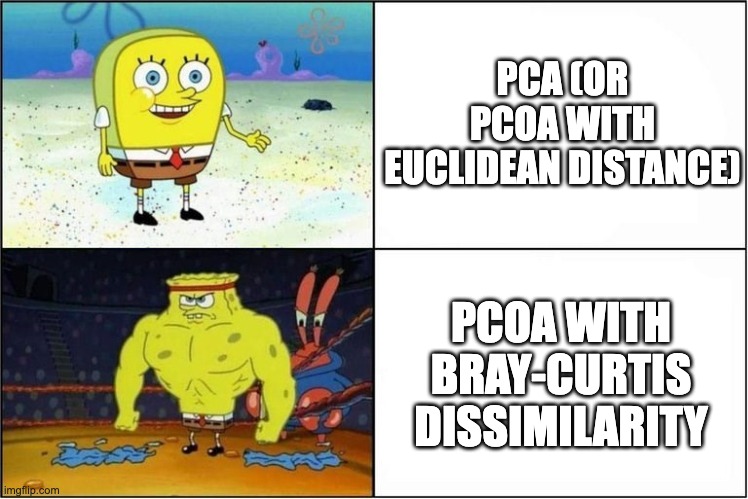 PCA (OR
PCOA WITH
EUCLIDEAN DISTANCE)
PCOA WITH
BRAY-CURTIS
DISSIMILARITY
imgflip.com